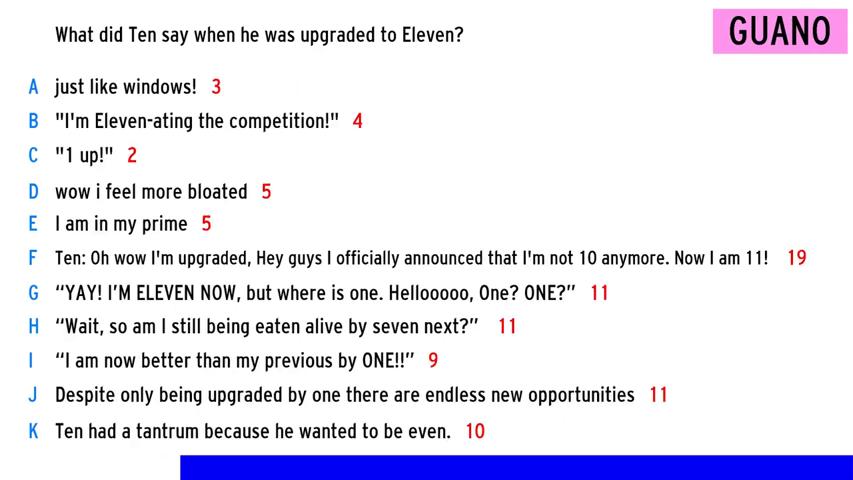 What did Ten say when he was upgraded to Eleven?
GUANO
A just like windows! 3
B "I'm Eleven-ating the competition!" 4
C "1 up!" 2
D wow i feel more bloated 5
E I am in my prime 5
F Ten: Oh wow I'm upgraded, Hey guys I officially announced that I'm not 10 anymore. Now I am 11! 19
G “YAY! I’M ELEVEN NOW, but where is one. Hellooooo, One? ONE?” 11
H “Wait, so am I still being eaten alive by seven next?” 11
I “I am now better than my previous by ONE!!” 9
J Despite only being upgraded by one there are endless new opportunities 11
K Ten had a tantrum because he wanted to be even. 10